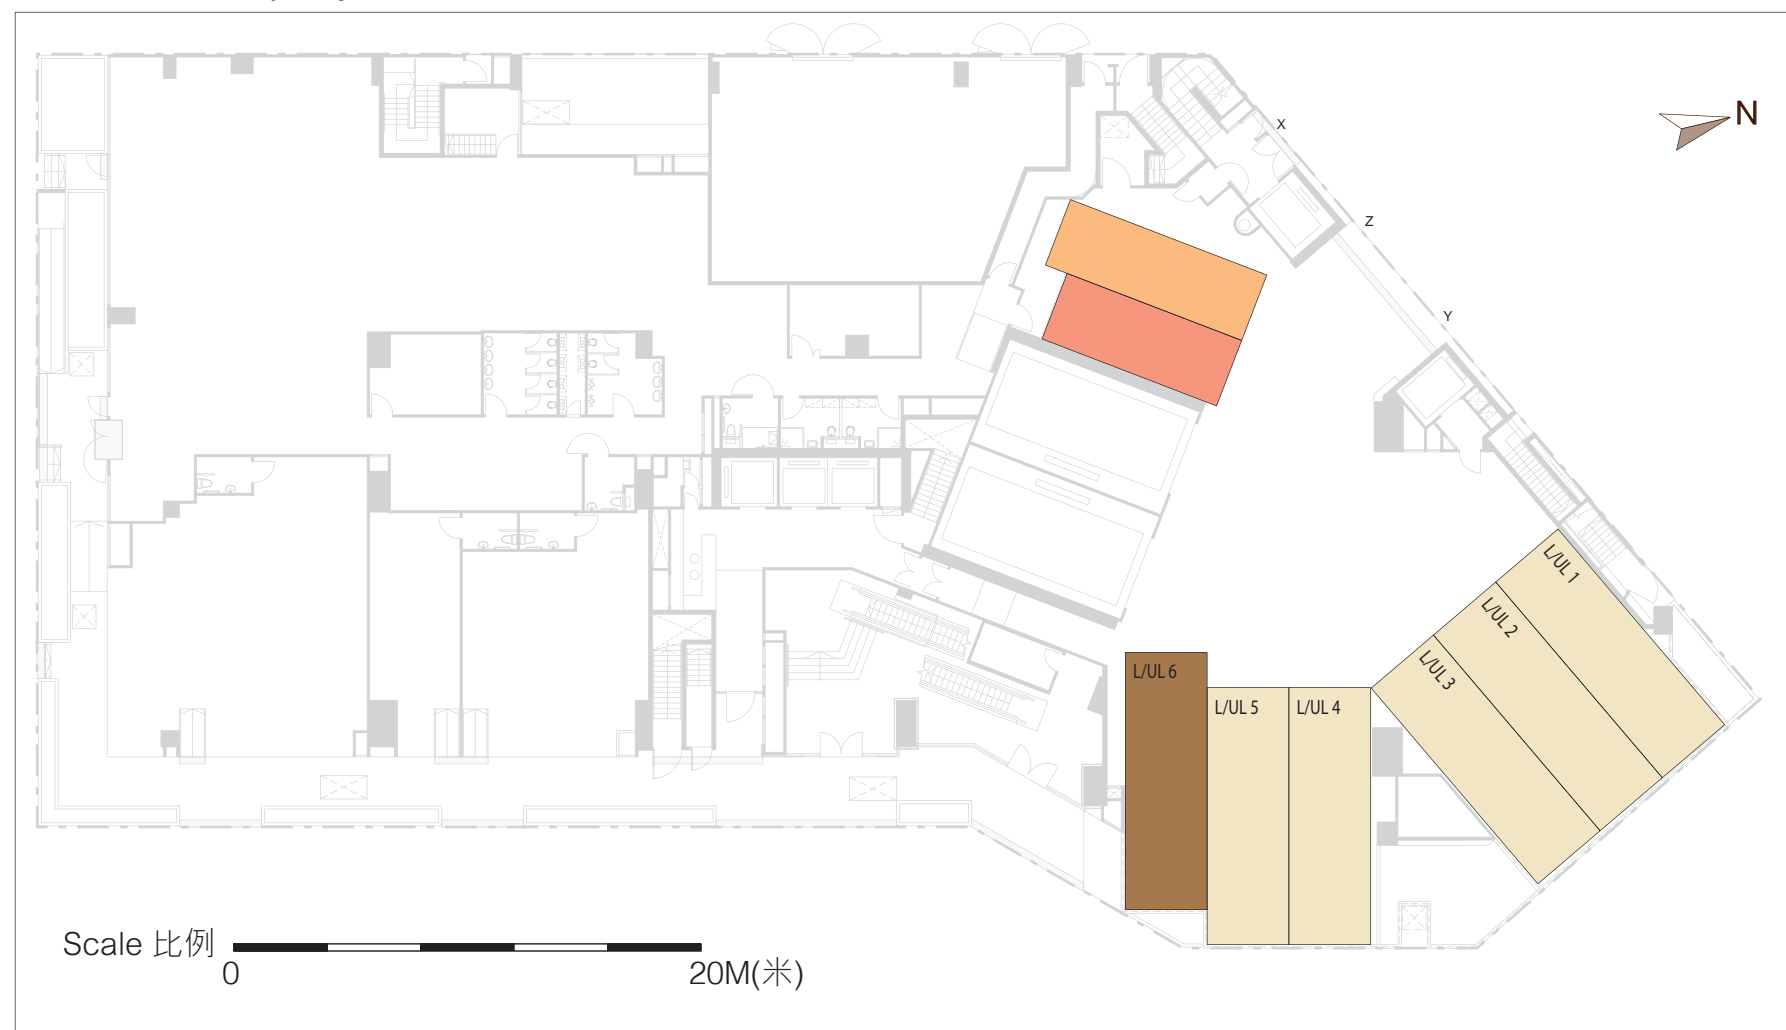 N
X
Z
Y
L/UL 1
L/UL 2
L/UL 3
L/UL 6
L/UL 5
L/UL 4
Scale 比例
0
20M(米)